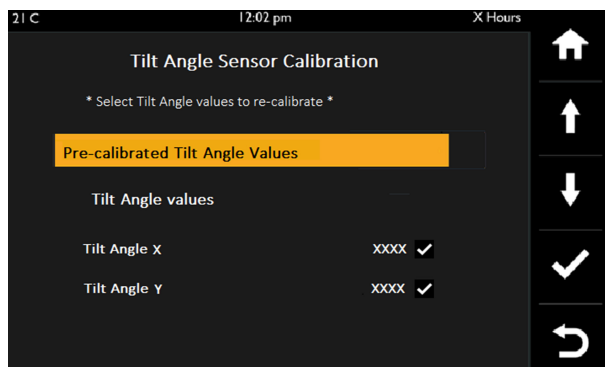 21 C 12:02 pm X Hours
Tilt Angle Sensor Calibration
* Select Tilt Angle values to re-calibrate *
Pre-calibrated Tilt Angle Values
Tilt Angle values
Tilt Angle X XXXX
Tilt Angle Y XXXX